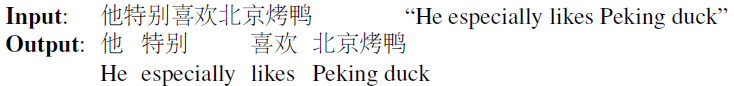 Input: 他特别喜欢北京烤鸭 “He especially likes Peking duck”
Output: 他 特别 喜欢 北京烤鸭
He especially likes Peking duck